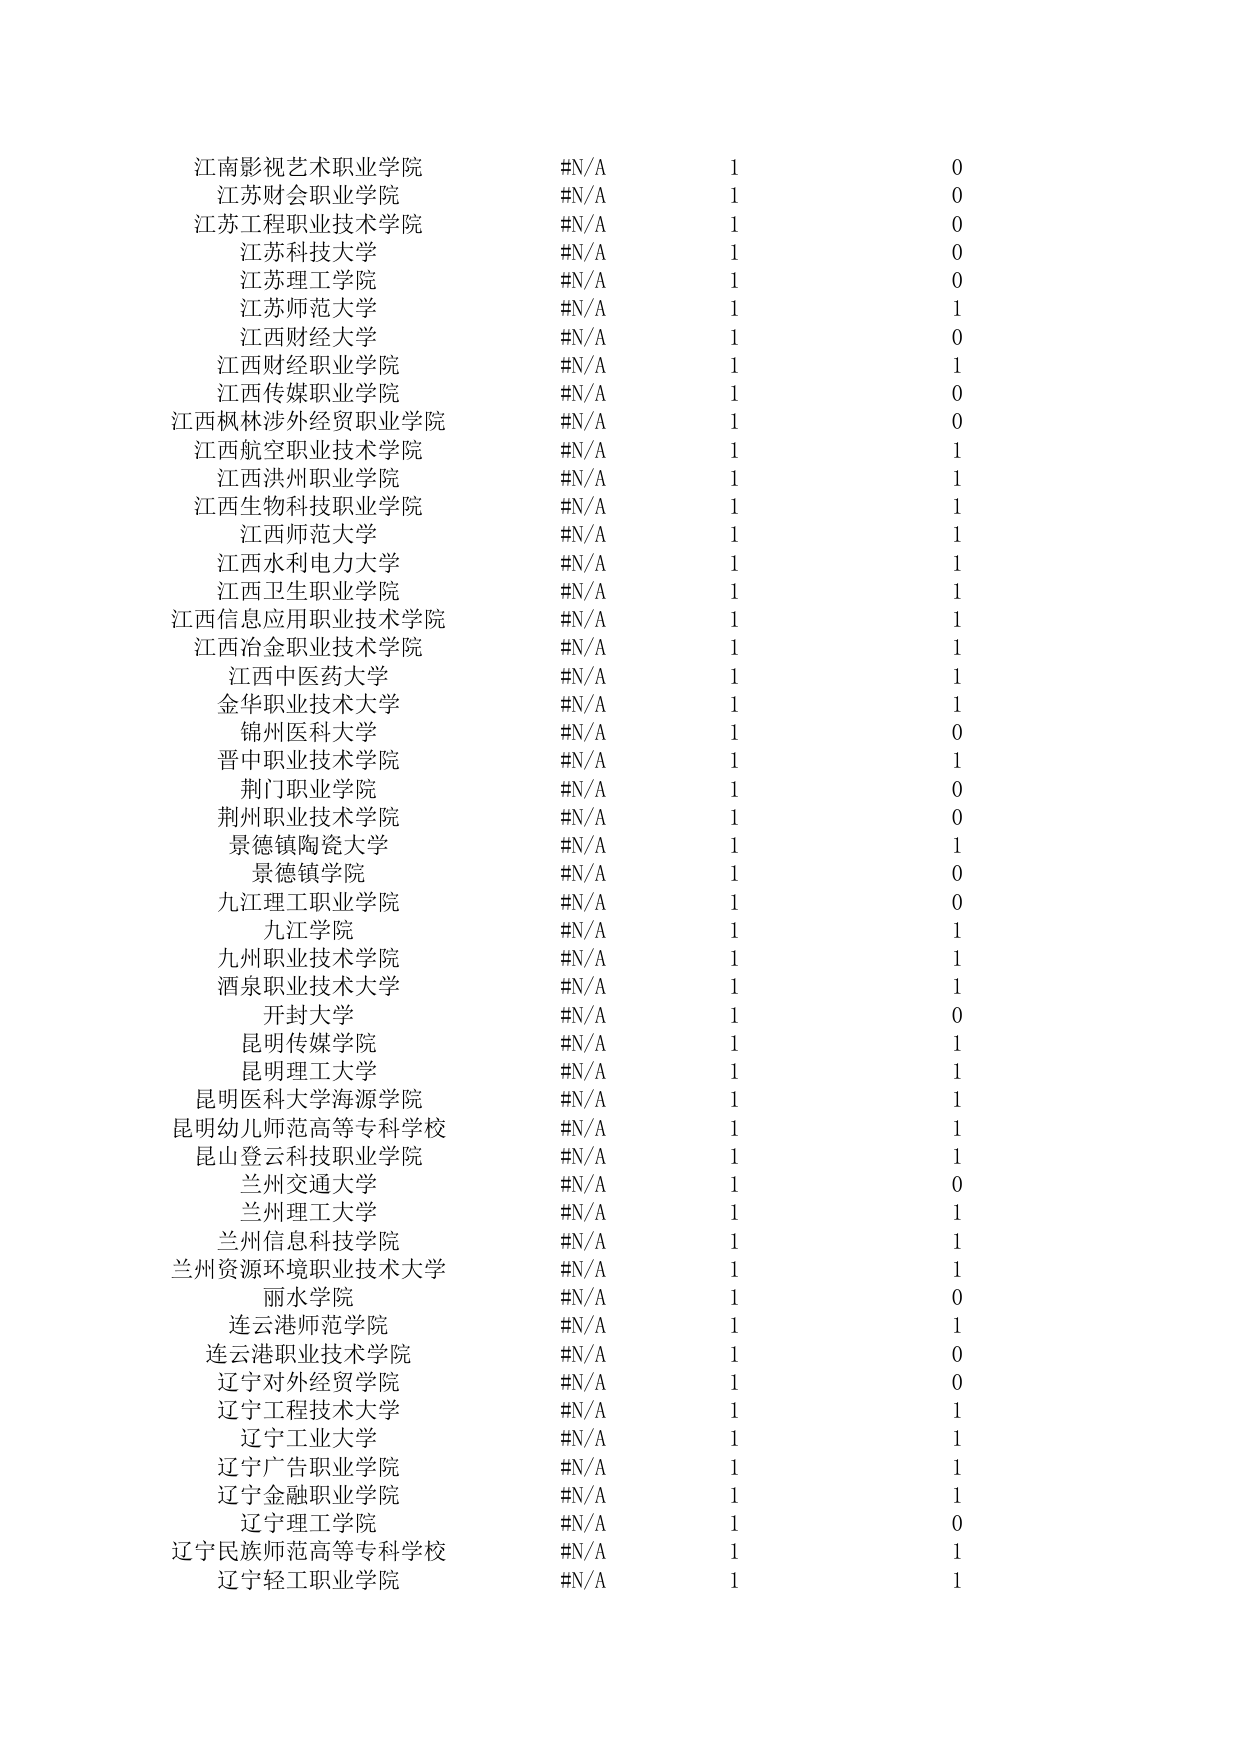 江南影视艺术职业学院 #N/A 1 0
江苏财会职业学院 #N/A 1 0
江苏工程职业技术学院 #N/A 1 0
江苏科技大学 #N/A 1 0
江苏理工学院 #N/A 1 0
江苏师范大学 #N/A 1 1
江西财经大学 #N/A 1 0
江西财经职业学院 #N/A 1 1
江西传媒职业学院 #N/A 1 0
江西枫林涉外经贸职业学院 #N/A 1 0
江西航空职业技术学院 #N/A 1 1
江西洪州职业学院 #N/A 1 1
江西生物科技职业学院 #N/A 1 1
江西师范大学 #N/A 1 1
江西水利电力大学 #N/A 1 1
江西卫生职业学院 #N/A 1 1
江西信息应用职业技术学院 #N/A 1 1
江西冶金职业技术学院 #N/A 1 1
江西中医药大学 #N/A 1 1
金华职业技术大学 #N/A 1 1
锦州医科大学 #N/A 1 0
晋中职业技术学院 #N/A 1 1
荆门职业学院 #N/A 1 0
荆州职业技术学院 #N/A 1 0
景德镇陶瓷大学 #N/A 1 1
景德镇学院 #N/A 1 0
九江理工职业学院 #N/A 1 0
九江学院 #N/A 1 1
九州职业技术学院 #N/A 1 1
酒泉职业技术大学 #N/A 1 1
开封大学 #N/A 1 0
昆明传媒学院 #N/A 1 1
昆明理工大学 #N/A 1 1
昆明医科大学海源学院 #N/A 1 1
昆明幼儿师范高等专科学校 #N/A 1 1
昆山登云科技职业学院 #N/A 1 1
兰州交通大学 #N/A 1 0
兰州理工大学 #N/A 1 1
兰州信息科技学院 #N/A 1 1
兰州资源环境职业技术大学 #N/A 1 1
丽水学院 #N/A 1 0
连云港师范学院 #N/A 1 1
连云港职业技术学院 #N/A 1 0
辽宁对外经贸学院 #N/A 1 0
辽宁工程技术大学 #N/A 1 1
辽宁工业大学 #N/A 1 1
辽宁广告职业学院 #N/A 1 1
辽宁金融职业学院 #N/A 1 1
辽宁理工学院 #N/A 1 0
辽宁民族师范高等专科学校 #N/A 1 1
辽宁轻工职业学院 #N/A 1 1